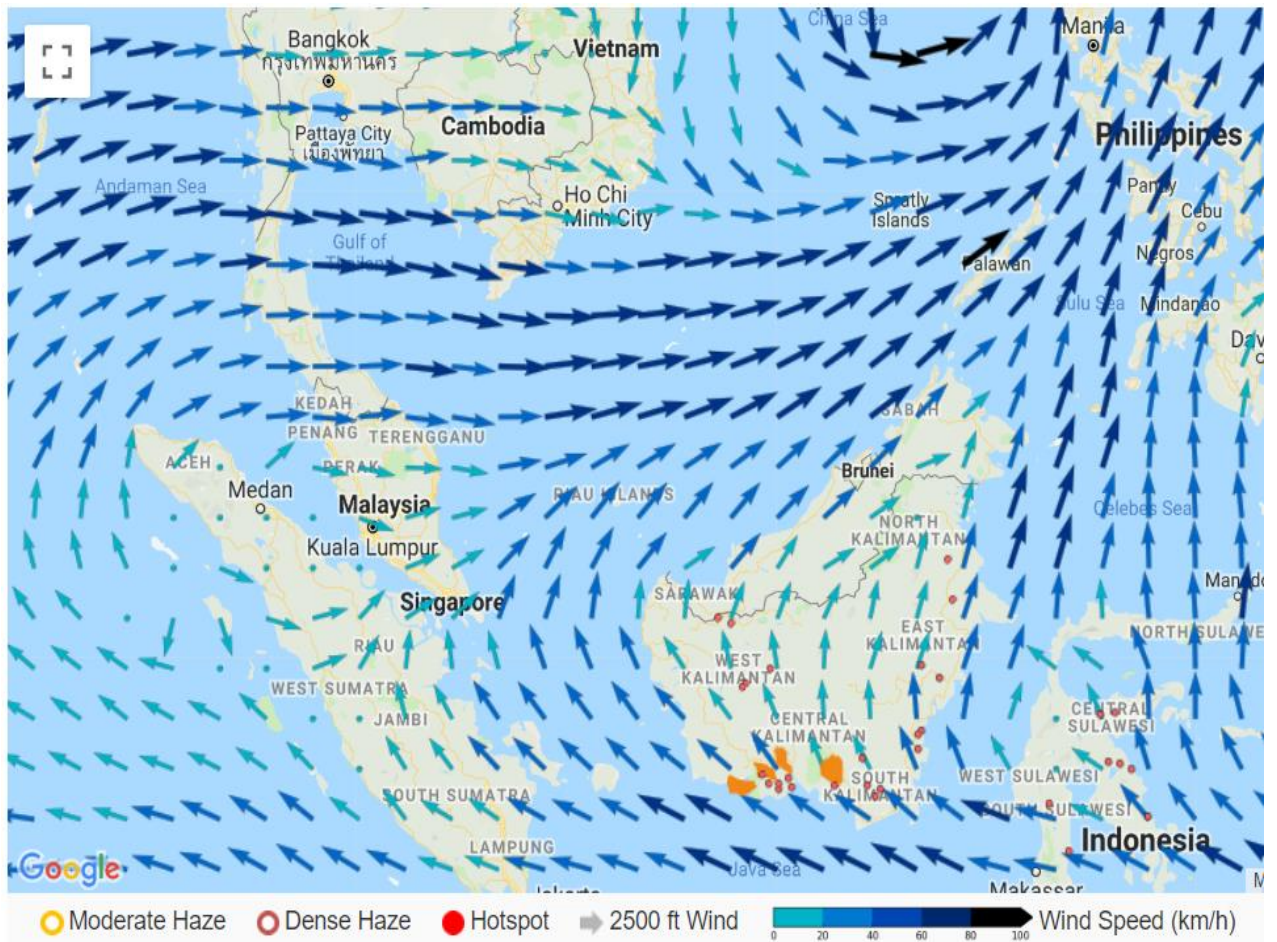 China Sea
Manila
Bangkok
กรุงเทพมหานคร
Vietnam
Pattaya City
เมืองพัทยา
Cambodia
Philippines
Andaman Sea
Ho Chi
Minh City
Spratly
Islands
Panay
Cebu
Gulf of
Thailand
Palawan
Negros
Sulu Sea
Mindanao
Dav
KEDAH
PENANG
TERENGGANU
SABAH
ACEH
PERAK
Brunei
Medan
Malaysia
RIAU ISLANDS
Celebes Sea
Kuala Lumpur
NORTH
KALIMANTAN
Singapore
SARAWAK
Manado
RIAU
EAST
KALIMANTAN
NORTH SULAWE
WEST
KALIMANTAN
WEST SUMATRA
JAMBI
CENTRAL
KALIMANTAN
CENTRAL
SULAWESI
SOUTH SUMATRA
SOUTH
KALIMANTAN
WEST SULAWESI
SOUTH SULAWESI
Indonesia
LAMPUNG
Google
Java Sea
Jakarta
Makassar
M
Moderate Haze
Dense Haze
Hotspot
2500 ft Wind
0 20 40 60 80 100
Wind Speed (km/h)